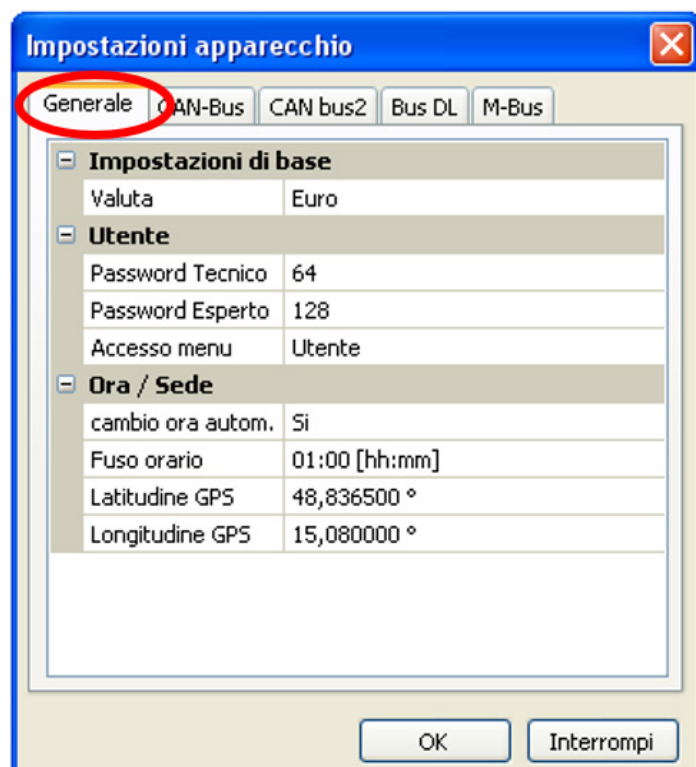 Impostazioni apparecchio
Generale CAN-Bus CAN bus2 Bus DL M-Bus
Impostazioni di base
Valuta Euro
Utente
Password Tecnico 64
Password Esperto 128
Accesso menu Utente
Ora / Sede
cambio ora autom. Si
Fuso orario 01:00 [hh:mm]
Latitudine GPS 48,836500 °
Longitudine GPS 15,080000 °
OK Interrompi